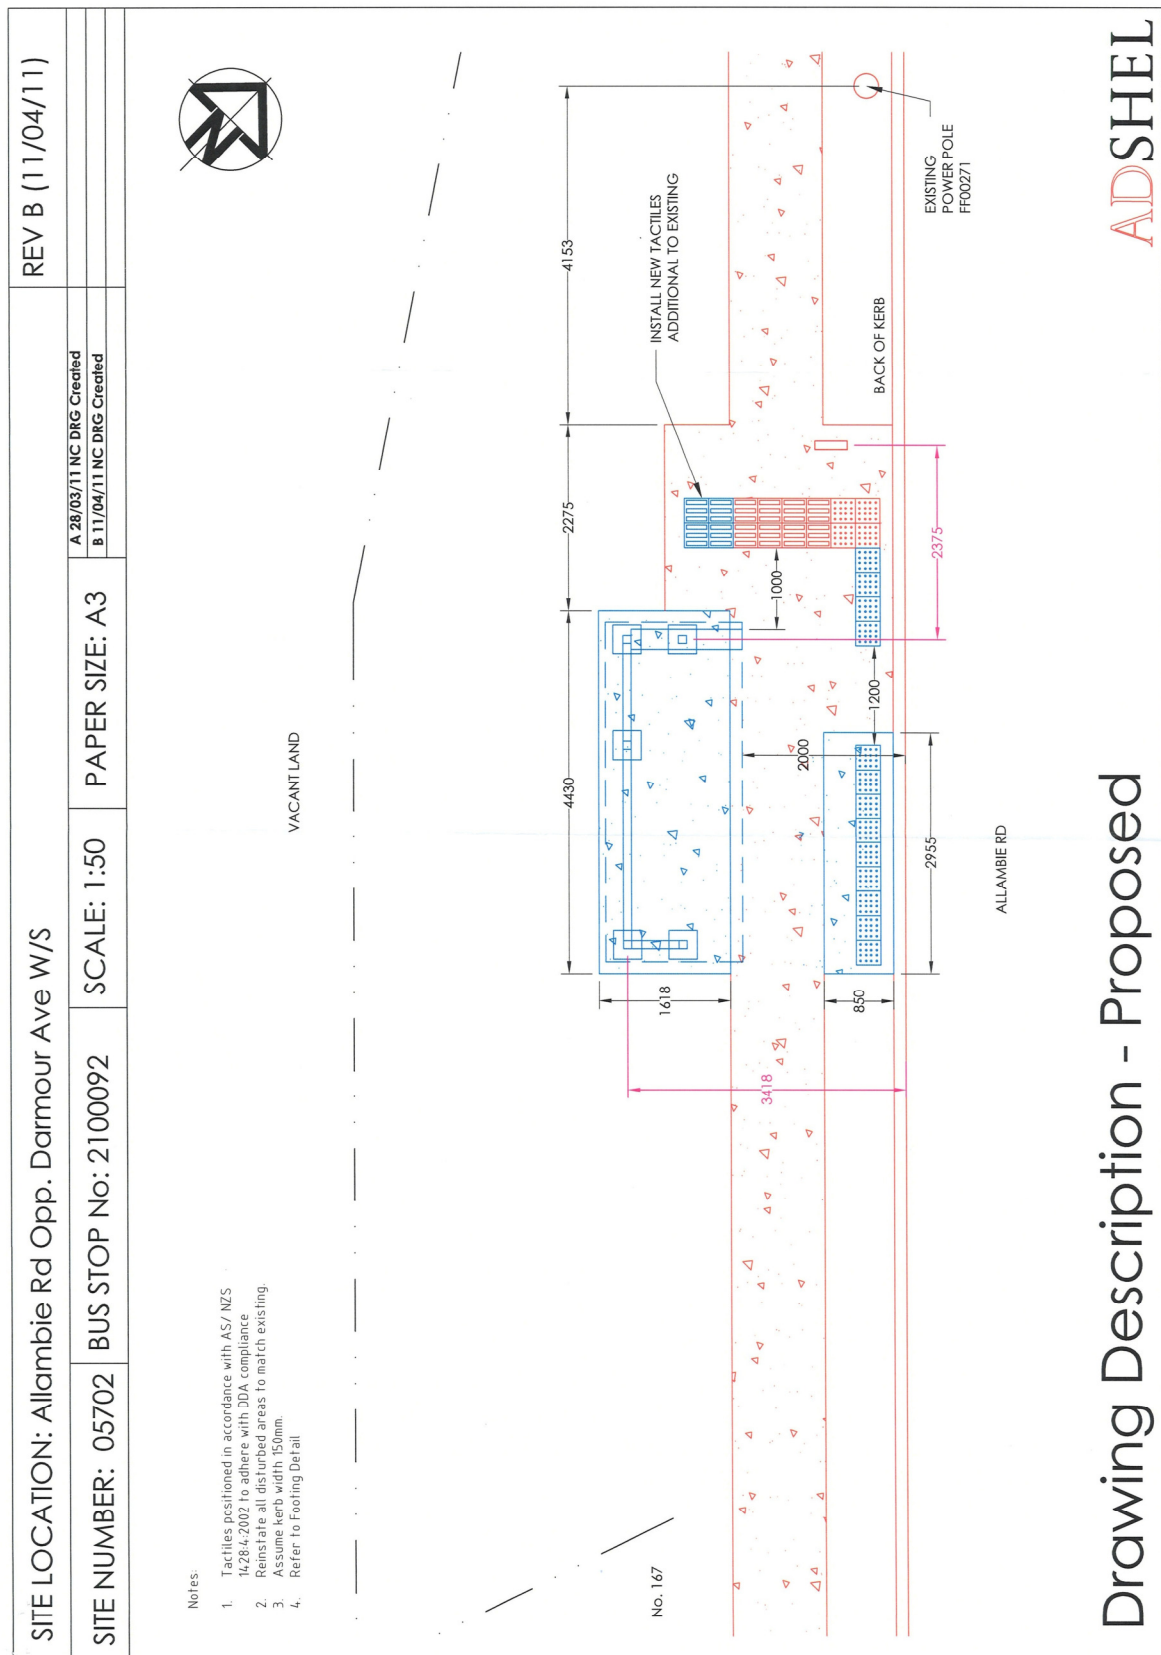 SITE LOCATION: Allambie Rd Opp. Darmour Ave W/S
REV B (11/04/11)
A 28/03/11 NC DRG Created
B 11/04/11 NC DRG Created
SITE NUMBER: 05702
BUS STOP No: 2100092
SCALE: 1:50
PAPER SIZE: A3
Notes:
1. Tactiles positioned in accordance with AS/ NZS
1428:4:2002 to adhere with DDA compliance
2. Reinstate all disturbed areas to match existing.
3. Assume kerb width 150mm.
4. Refer to Footing Detail
N
VACANT LAND
4430
2275
4153
INSTALL NEW TACTILES
ADDITIONAL TO EXISTING
1618
1000
3418
2000
1200
850
2375
2955
BACK OF KERB
EXISTING
POWER POLE
FF00271
No. 167
ALLAMBIE RD
Drawing Description - Proposed
ADSHEL